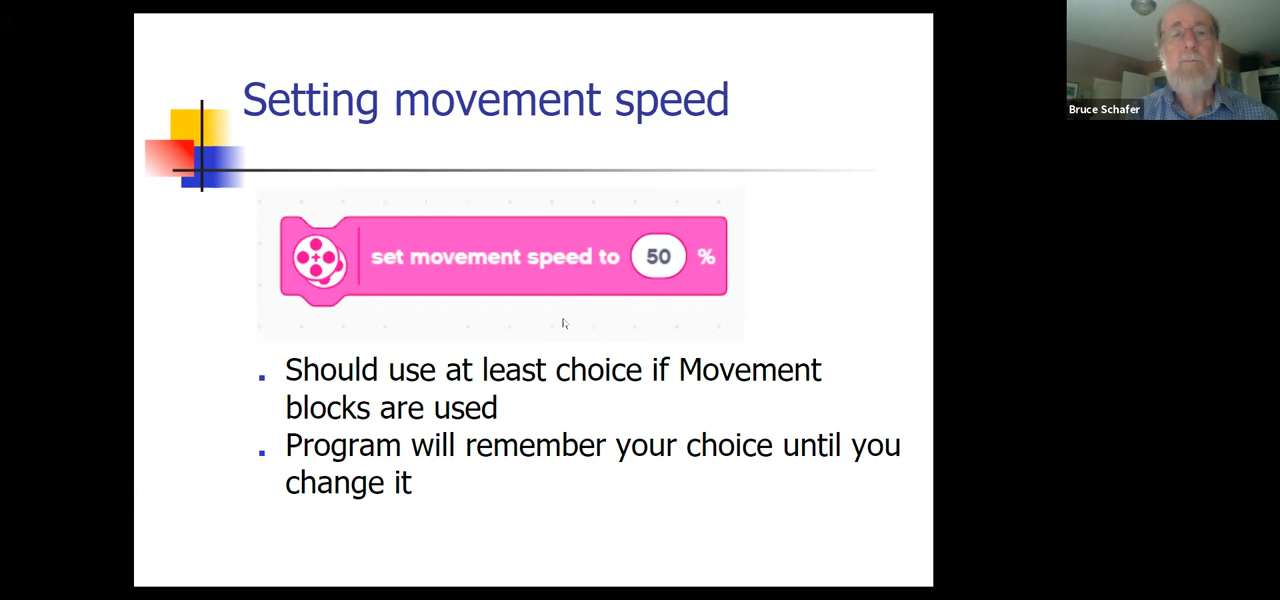 Setting movement speed
set movement speed to 50 %
Should use at least choice if Movement
blocks are used
Program will remember your choice until you
change it
Bruce Schafer